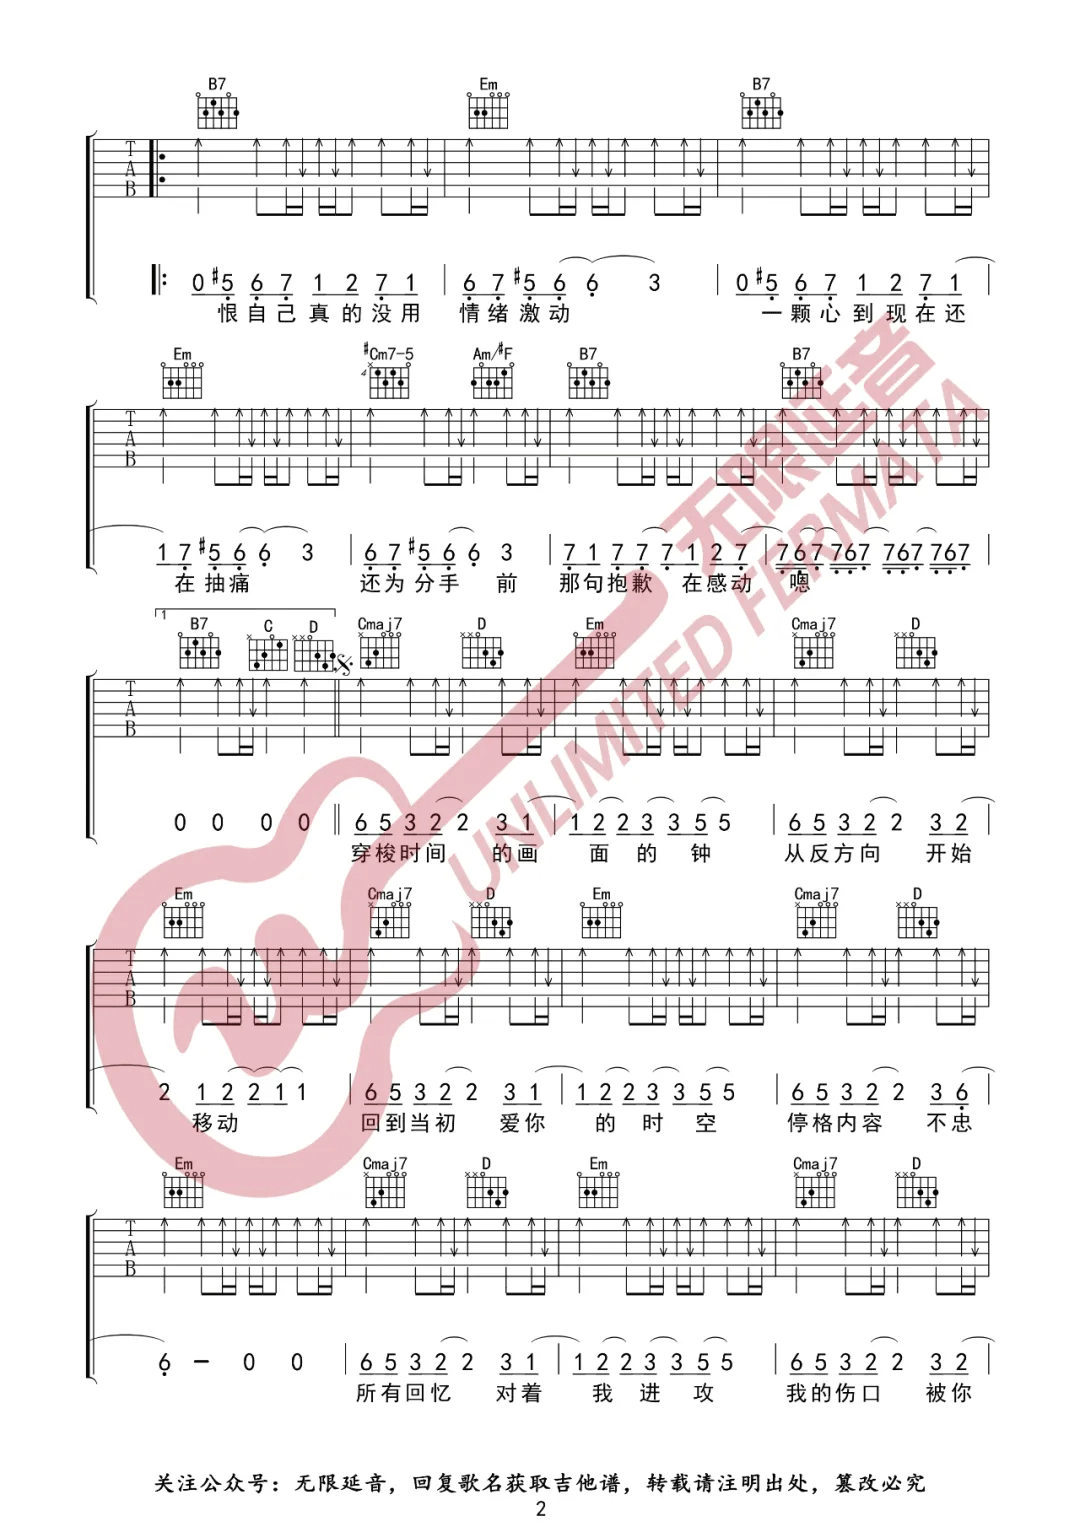 B7 Em B7
T
A
B
0 #5 6 7 1 2 7 1 | 6 7 #5 6 6 3 | 0 #5 6 7 1 2 7 1
恨自己真的没用 情绪激动 一颗心到现在还
Em #Cm7-5 Am/#F B7 B7
4
T
A
B
1 7 #5 6 6 3 | 6 7 #5 6 6 3 | 7 1 7 7 7 1 2 7 | 7 6 7 7 6 7 7 6 7 7 6 7
在抽痛 还为分手 前 那句抱歉 在感动 嗯
1
B7 C D Cmaj7 D Em Cmaj7 D
T
A
B
0 0 0 0 || 6 5 3 2 2 3 1 | 1 2 2 3 3 5 5 | 6 5 3 2 2 3 2
穿梭时间 的画 面的钟 从反方向 开始
Em Cmaj7 D Em Cmaj7 D
T
A
B
2 1 2 2 1 1 | 6 5 3 2 2 3 1 | 1 2 2 3 3 5 5 | 6 5 3 2 2 3 6
移动 回到当初 爱你 的时空 停格内容 不忠
Em Cmaj7 D Em Cmaj7 D
T
A
B
6 - 0 0 | 6 5 3 2 2 3 1 | 1 2 2 3 3 5 5 | 6 5 3 2 2 3 2
所有回忆 对着 我进攻 我的伤口 被你
无限延音
UNLIMITED FERMATA
关注公众号：无限延音，回复歌名获取吉他谱，转载请注明出处，篡改必究
2